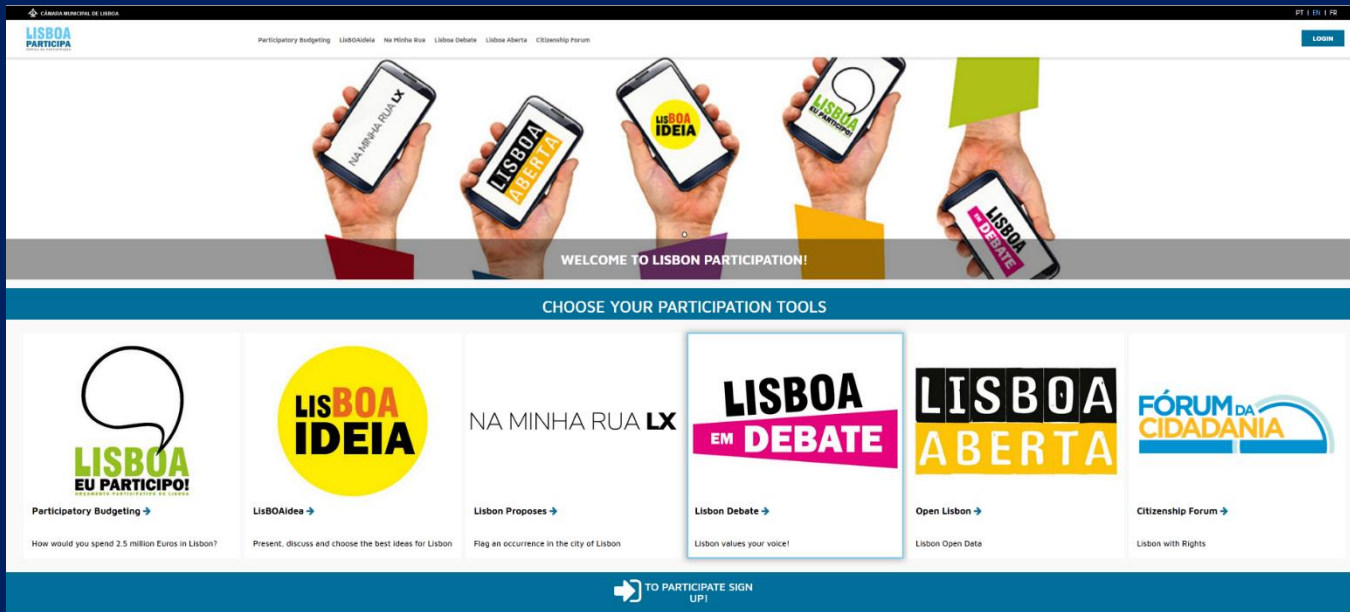 CÂMARA MUNICIPAL DE LISBOA
PT | EN | FR
LISBOA
PARTICIPA
Participatory Budgeting LisBOAideia Na Minha Rua Lisboa Debate Lisboa Aberta Citizenship Forum
LOGIN
NA MINHA RUA LX
LISBOA
ABERTA
LISBOA
IDEIA
LISBOA
EU PARTICIPO!
LISBOA
EM DEBATE
WELCOME TO LISBON PARTICIPATION!
CHOOSE YOUR PARTICIPATION TOOLS
LISBOA
EU PARTICIPO!
ORÇAMENTO PARTICIPATIVO DE LISBOA
Participatory Budgeting
How would you spend 2.5 million Euros in Lisbon?
LISBOA
IDEIA
LisBOAidea
Present, discuss and choose the best ideas for Lisbon
NA MINHA RUA LX
Lisbon Proposes
Flag an occurrence in the city of Lisbon
LISBOA
EM DEBATE
Lisbon Debate
Lisbon values your voice!
LISBOA
ABERTA
Open Lisbon
Lisbon Open Data
FÓRUM DA
CIDADANIA
Citizenship Forum
Lisbon with Rights
TO PARTICIPATE SIGN
UP!